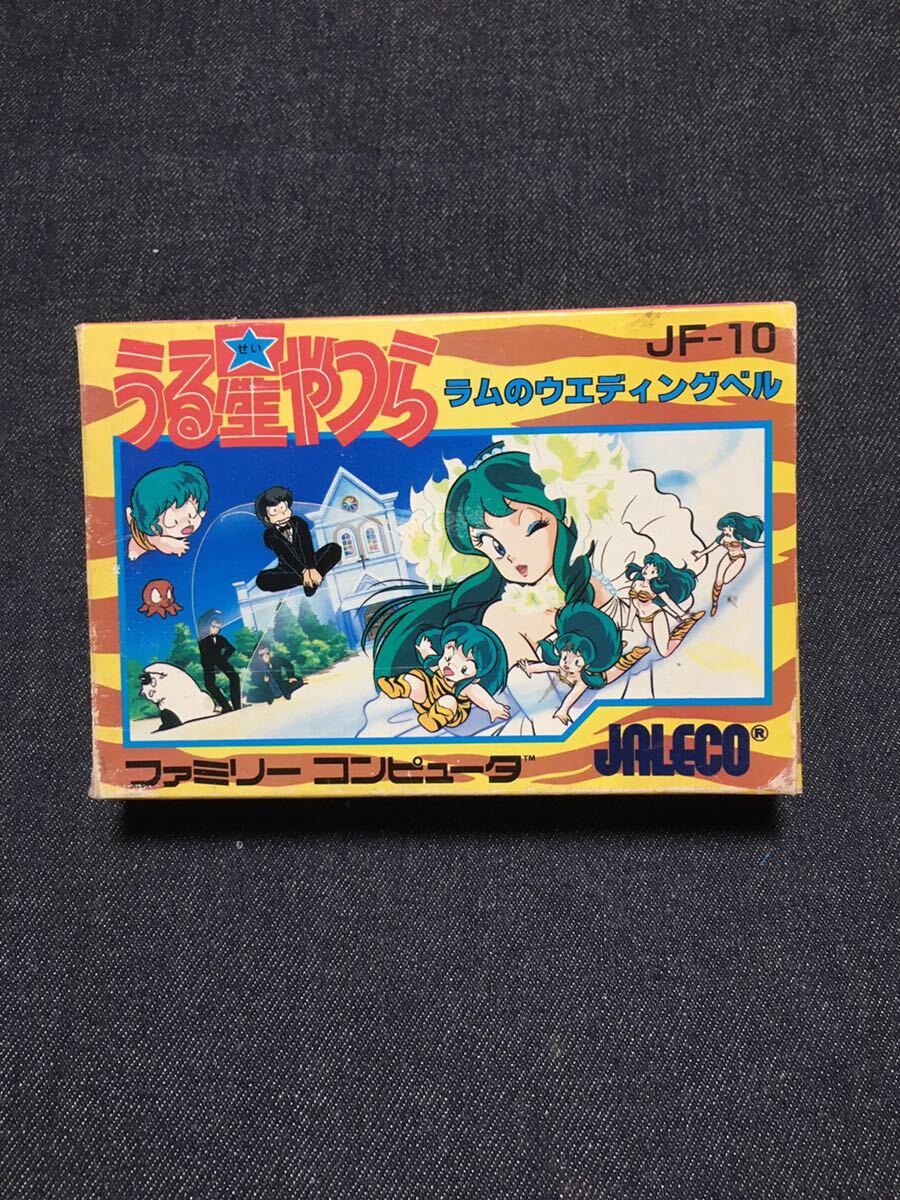 JF-10
うる星やつら
せい
ラムのウエディングベル
ファミリー コンピュータ™
JALECO®